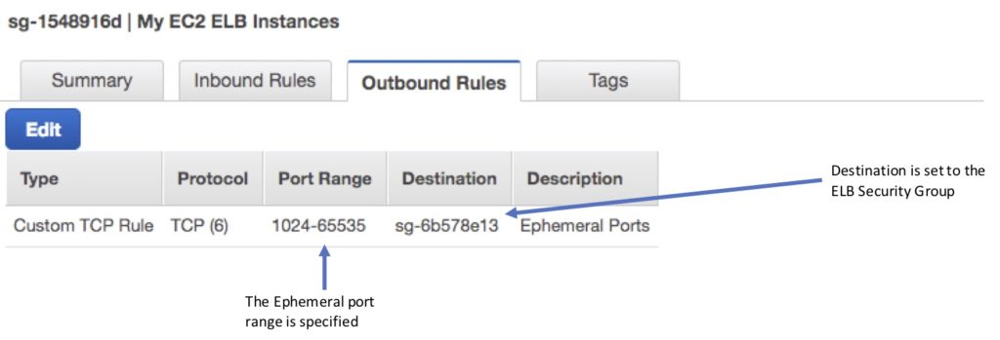 sg-1548916d | My EC2 ELB Instances
Summary Inbound Rules Outbound Rules Tags
Edit
Type Protocol Port Range Destination Description
Custom TCP Rule TCP (6) 1024-65535 sg-6b578e13 Ephemeral Ports
Destination is set to the
ELB Security Group
The Ephemeral port
range is specified